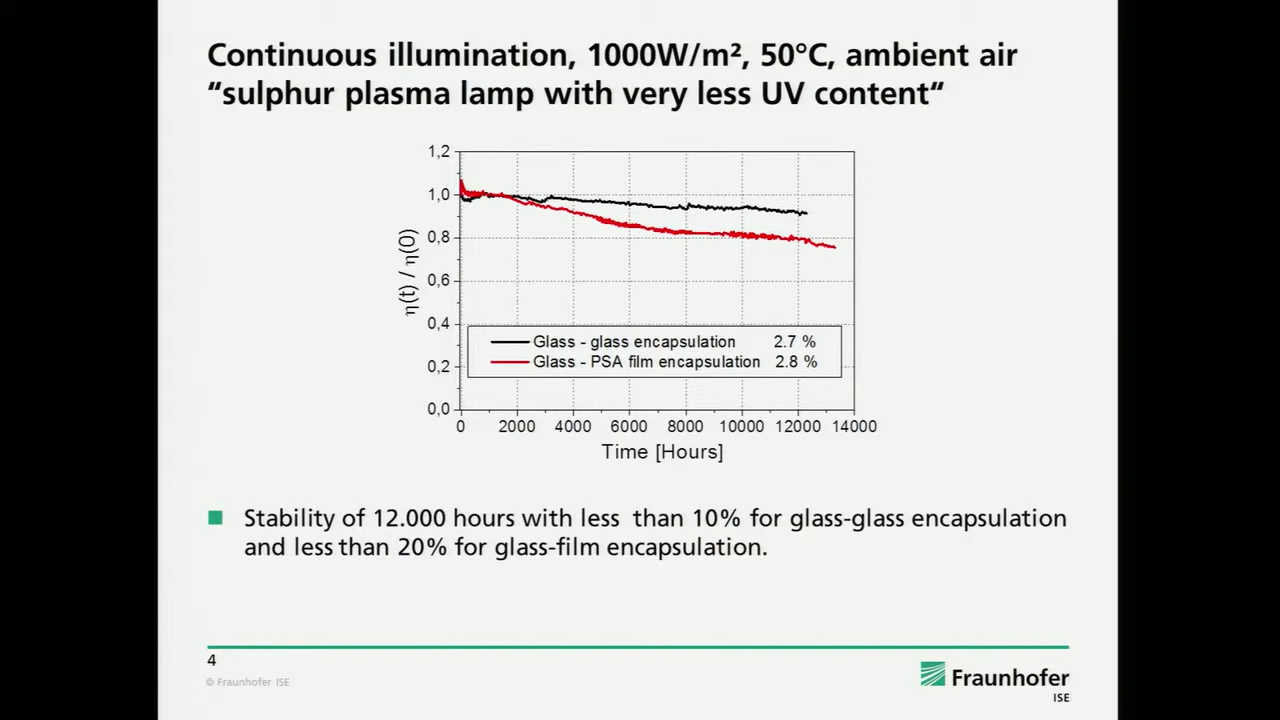 Continuous illumination, 1000W/m², 50°C, ambient air
“sulphur plasma lamp with very less UV content“
1,2
1,0
0,8
0,6
0,4
0,2
0,0
η(t) / η(0)
Glass - glass encapsulation 2.7 %
Glass - PSA film encapsulation 2.8 %
0 2000 4000 6000 8000 10000 12000 14000
Time [Hours]
Stability of 12.000 hours with less than 10% for glass-glass encapsulation
and less than 20% for glass-film encapsulation.
4
© Fraunhofer ISE
Fraunhofer
ISE